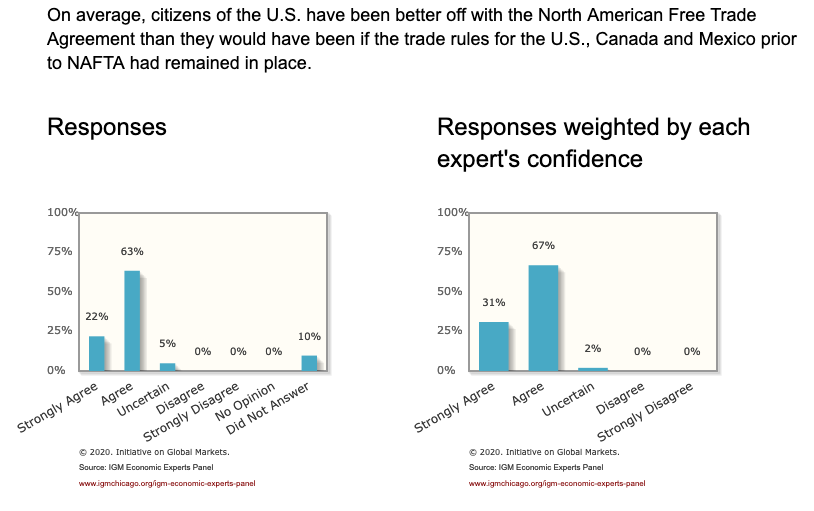 On average, citizens of the U.S. have been better off with the North American Free Trade
Agreement than they would have been if the trade rules for the U.S., Canada and Mexico prior
to NAFTA had remained in place.
Responses
100%
75%
50%
25%
0%
22%
63%
5%
0%
0%
0%
10%
Strongly Agree
Agree
Uncertain
Disagree
Strongly Disagree
No Opinion
Did Not Answer
© 2020. Initiative on Global Markets.
Source: IGM Economic Experts Panel
www.igmchicago.org/igm-economic-experts-panel
Responses weighted by each
expert's confidence
100%
75%
50%
25%
0%
31%
67%
2%
0%
0%
Strongly Agree
Agree
Uncertain
Disagree
Strongly Disagree
© 2020. Initiative on Global Markets.
Source: IGM Economic Experts Panel
www.igmchicago.org/igm-economic-experts-panel